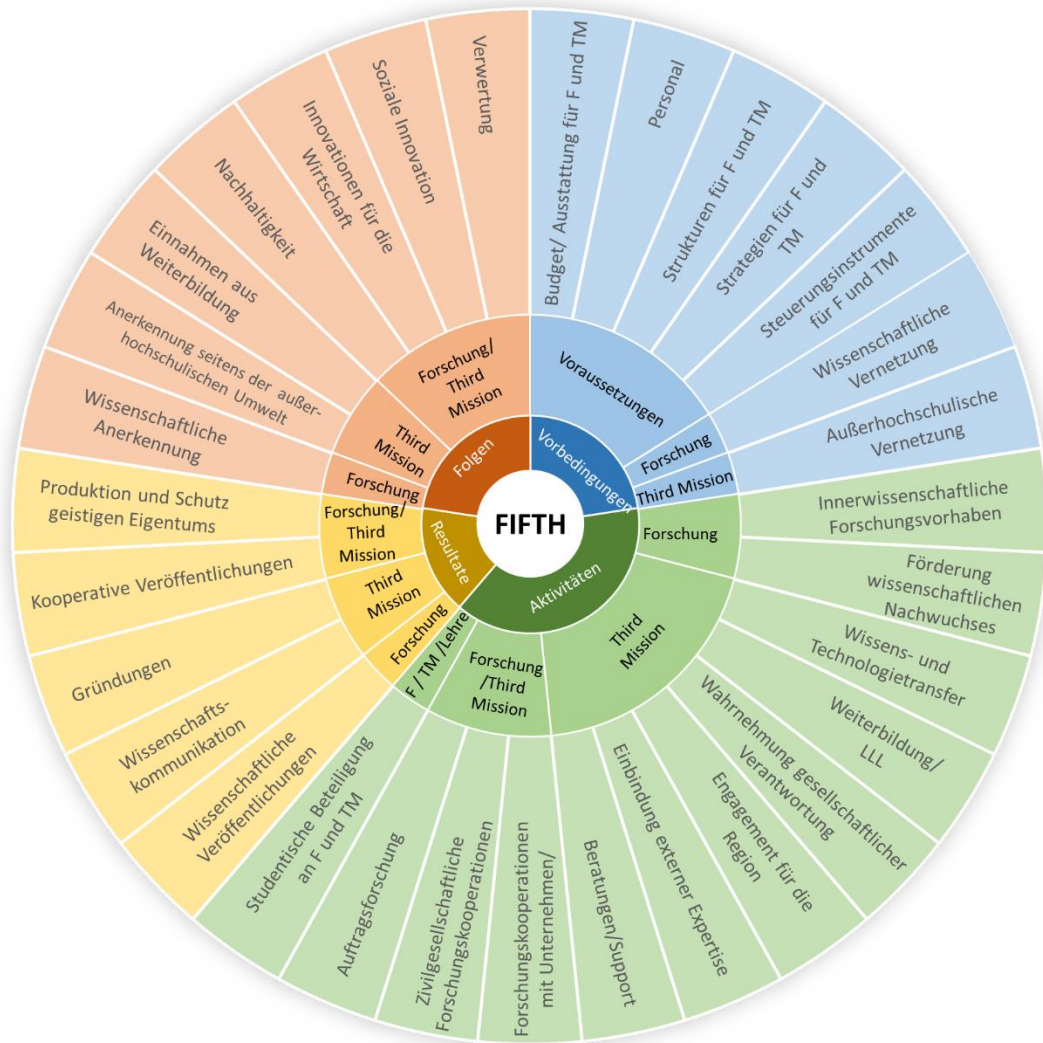 FIFTH
Vorbedingungen
Voraussetzungen
Budget/ Ausstattung für F und TM
Personal
Strukturen für F und TM
Strategien für F und
TM
Steuerungsinstrumente
für F und TM
Forschung
Wissenschaftliche
Vernetzung
Third Mission
Außerhochschulische
Vernetzung
Aktivitäten
Forschung
Innerwissenschaftliche
Forschungsvorhaben
Förderung
wissenschaftlichen
Nachwuchses
Third
Mission
Wissens- und
Technologietransfer
Weiterbildung/
LLL
Wahrnehmung gesellschaftlicher
Verantwortung
Engagement für die
Region
Einbindung externer Expertise
Beratungen/Support
Forschung
/Third
Mission
Forschungskooperationen
mit Unternehmen/
Zivilgesellschaftliche
Forschungskooperationen
Auftragsforschung
F / TM /Lehre
Studentische Beteiligung
an F und TM
Resultate
Forschung
Wissenschaftliche
Veröffentlichungen
Third
Mission
Wissenschafts-
kommunikation
Gründungen
Forschung/
Third
Mission
Kooperative Veröffentlichungen
Produktion und Schutz
geistigen Eigentums
Folgen
Forschung
Wissenschaftliche
Anerkennung
Third
Mission
Anerkennung seitens der außer-
hochschulischen Umwelt
Einnahmen aus
Weiterbildung
Forschung/
Third
Mission
Nachhaltigkeit
Innovationen für die
Wirtschaft
Soziale Innovation
Verwertung